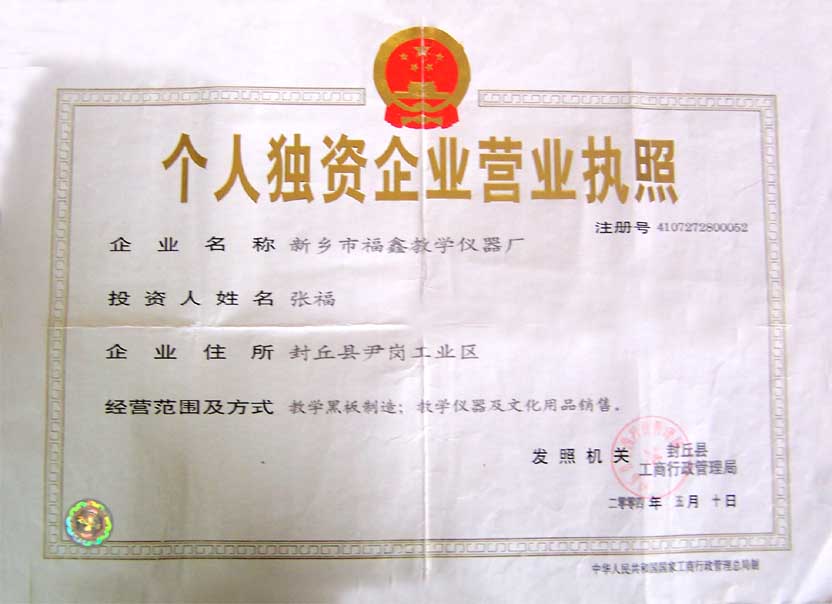 个人独资企业营业执照
注册号 4107272800052
企业名称 新乡市福鑫教学仪器厂
投资人姓名 张福
企业住所 封丘县尹岗工业区
经营范围及方式 教学黑板制造；教学仪器及文化用品销售。
发照机关 封丘县
工商行政管理局
二零零四年 五月 十日
中华人民共和国国家工商行政管理总局制